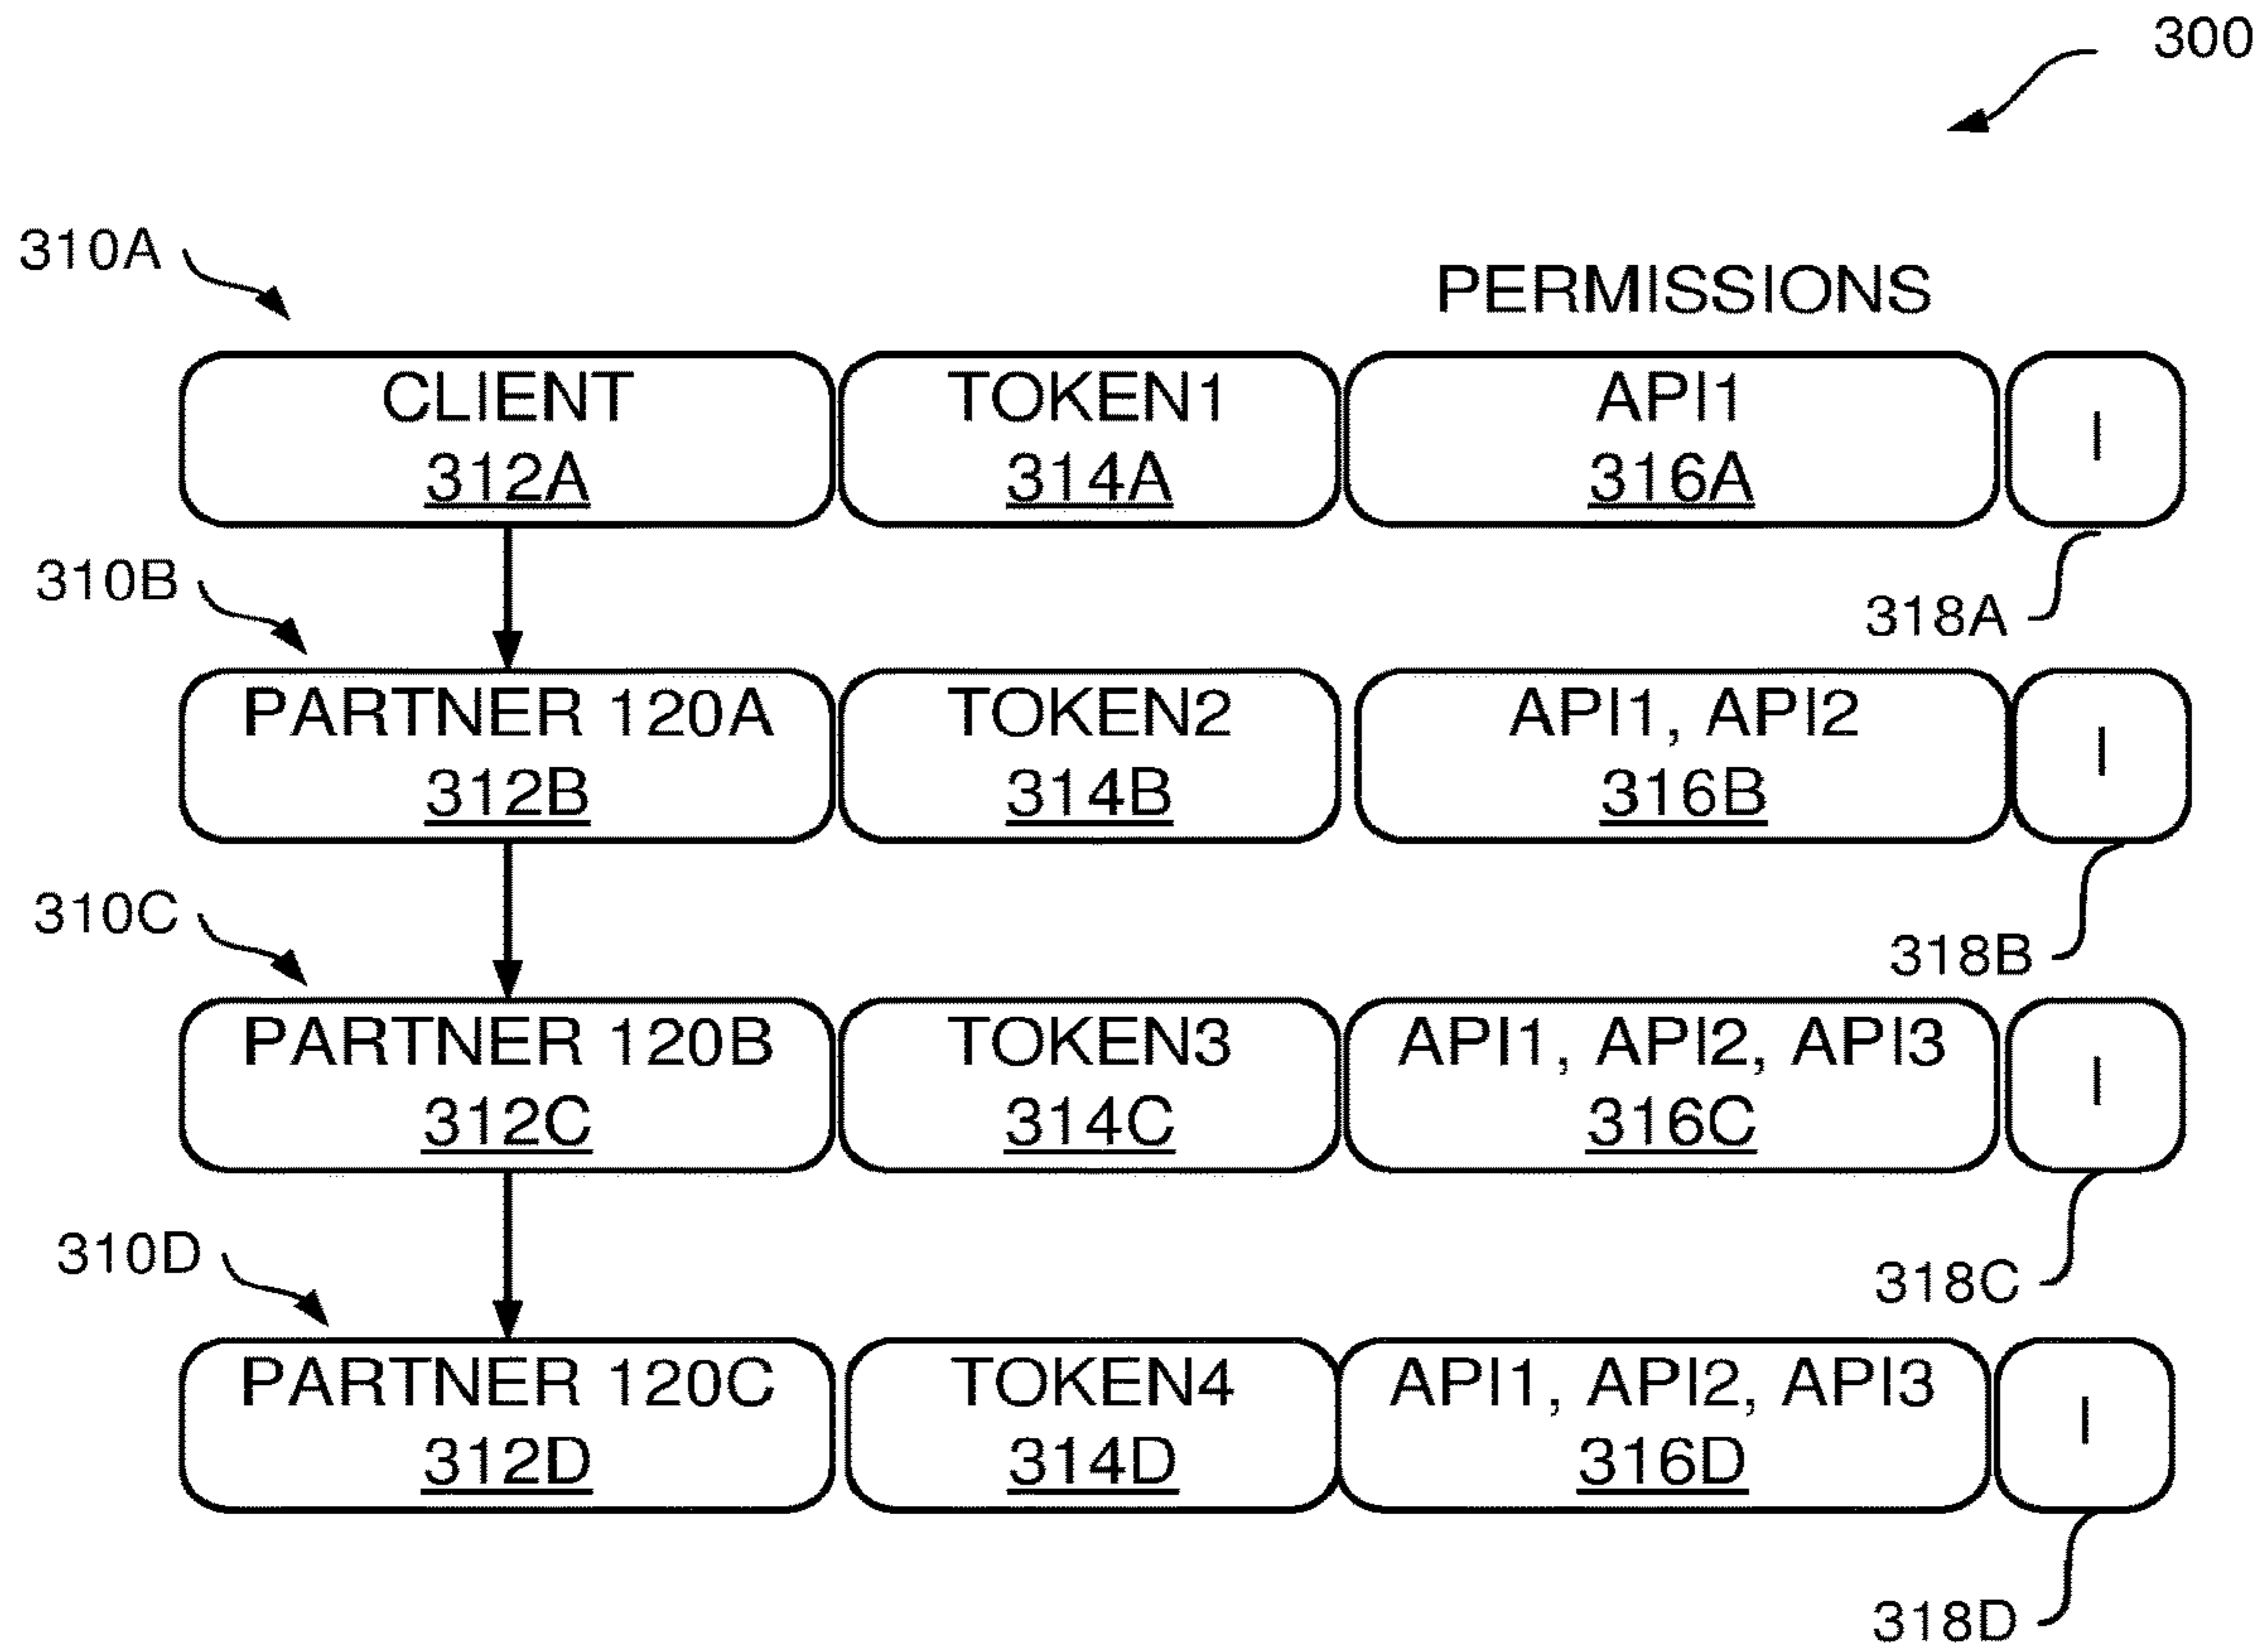 300
310A
PERMISSIONS
CLIENT
312A
TOKEN1
314A
API1
316A
I
318A
310B
PARTNER 120A
312B
TOKEN2
314B
API1, API2
316B
I
318B
310C
PARTNER 120B
312C
TOKEN3
314C
API1, API2, API3
316C
I
318C
310D
PARTNER 120C
312D
TOKEN4
314D
API1, API2, API3
316D
I
318D